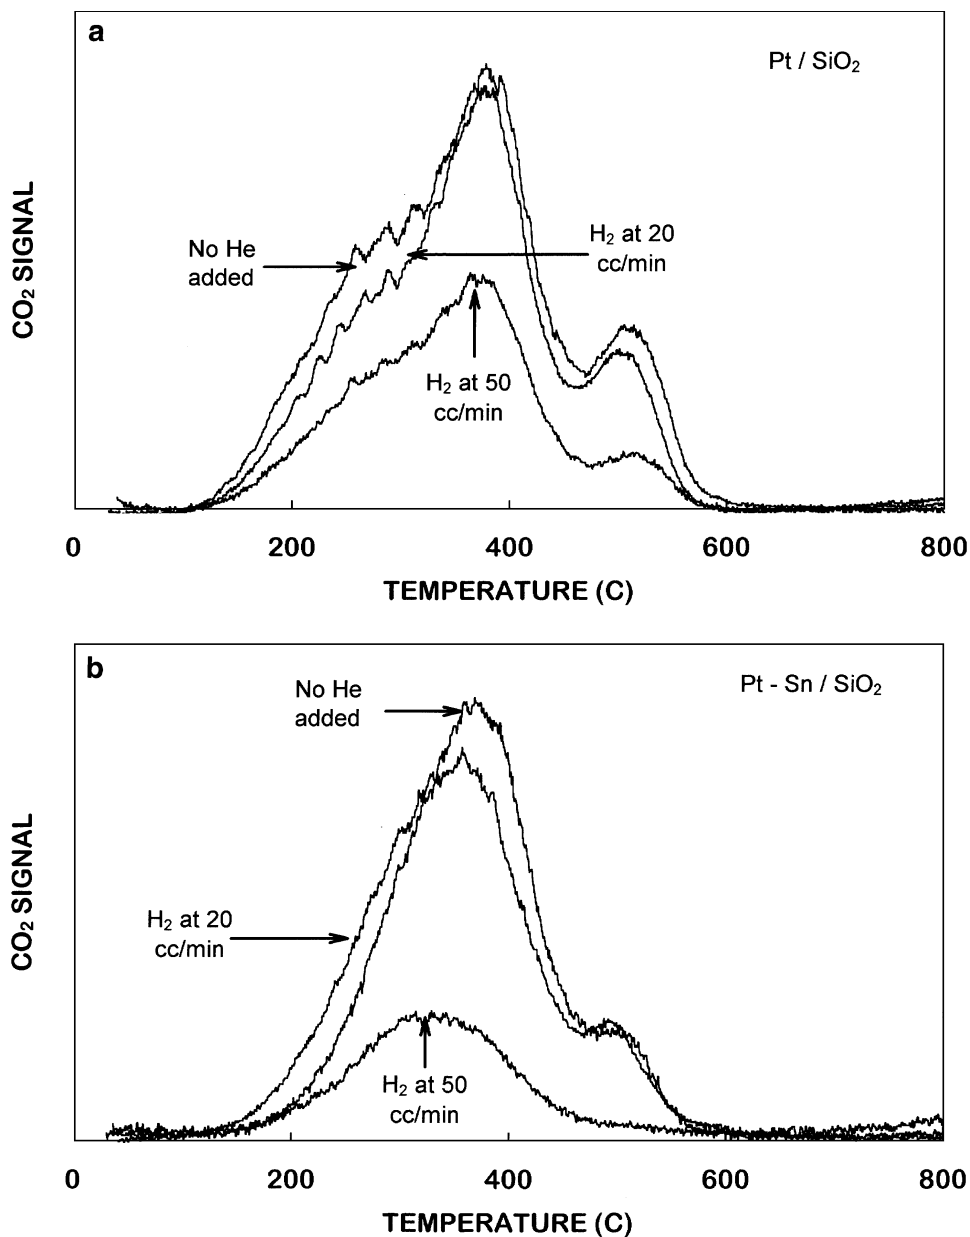 a
Pt / SiO₂
CO₂ SIGNAL
No He
added
H₂ at 20
cc/min
H₂ at 50
cc/min
0 200 400 600 800
TEMPERATURE (C)
b
Pt - Sn / SiO₂
CO₂ SIGNAL
No He
added
H₂ at 20
cc/min
H₂ at 50
cc/min
0 200 400 600 800
TEMPERATURE (C)